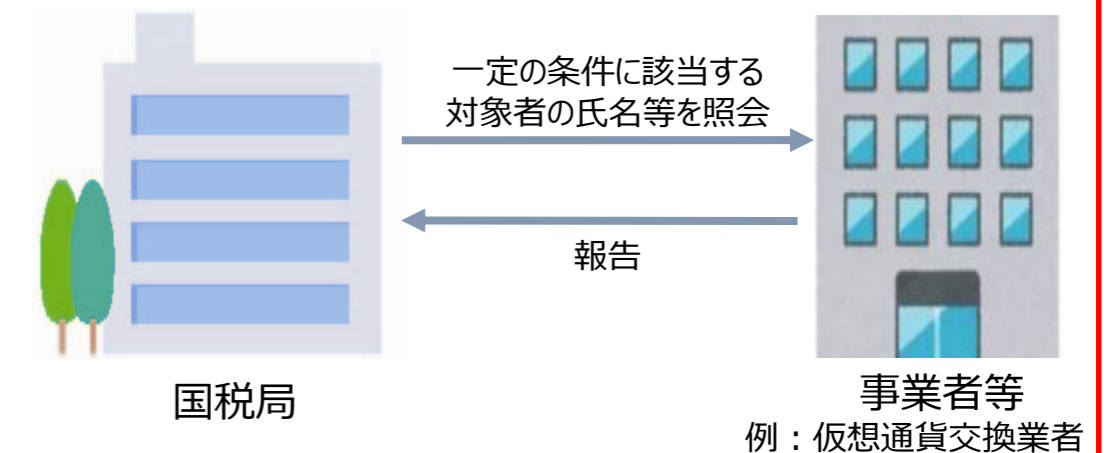 一定の条件に該当する
対象者の氏名等を照会
報告
国税局
事業者等
例：仮想通貨交換業者